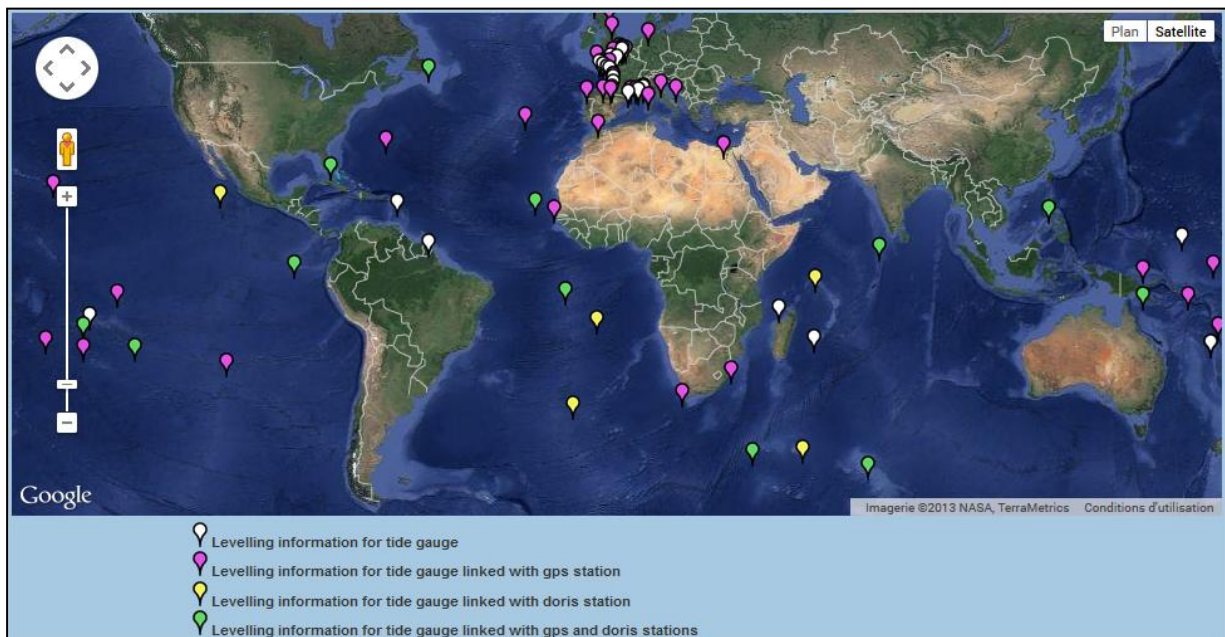 Plan Satellite
Google
Imagerie ©2013 NASA, TerraMetrics Conditions d'utilisation
Levelling information for tide gauge
Levelling information for tide gauge linked with gps station
Levelling information for tide gauge linked with doris station
Levelling information for tide gauge linked with gps and doris stations